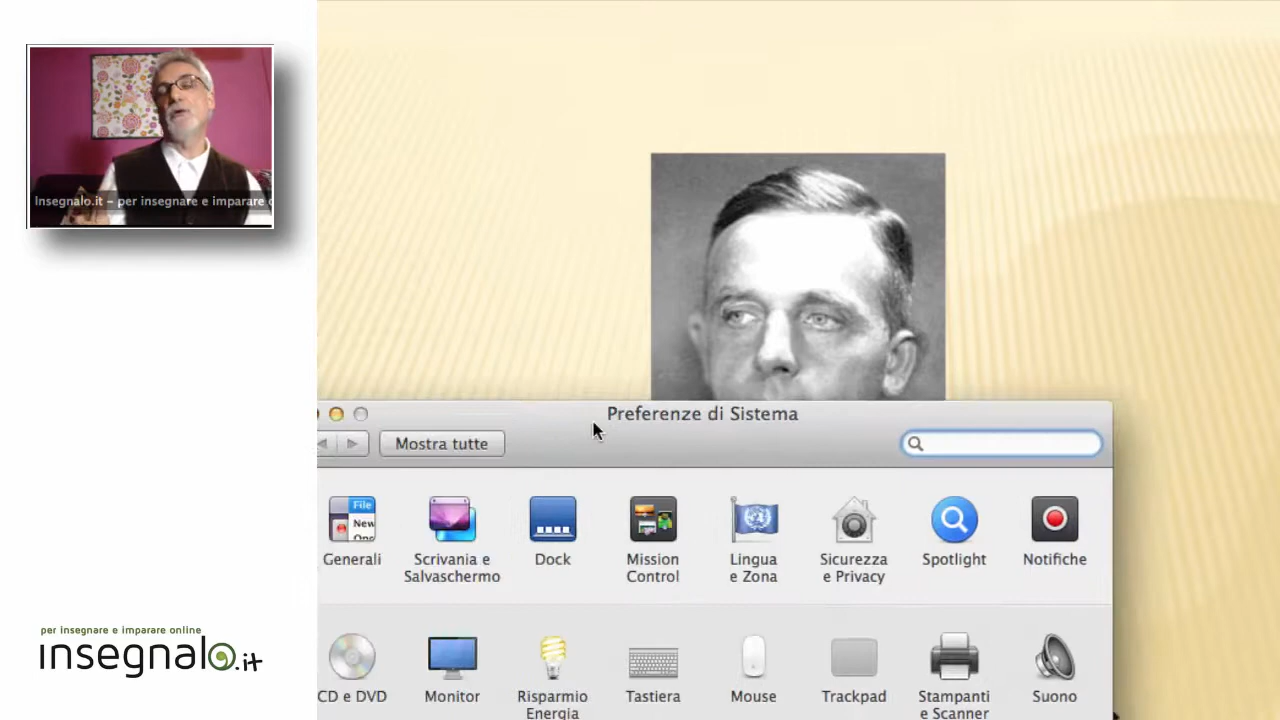 Insegnalo.it – per insegnare e imparare
Preferenze di Sistema
Mostra tutte
File
New
Generali
Scrivania e
Salvaschermo
Dock
Mission
Control
Lingua
e Zona
Sicurezza
e Privacy
Spotlight
Notifiche
CD e DVD
Monitor
Risparmio
Energia
Tastiera
Mouse
Trackpad
Stampanti
e Scanner
Suono
per insegnare e imparare online
insegnalo.it